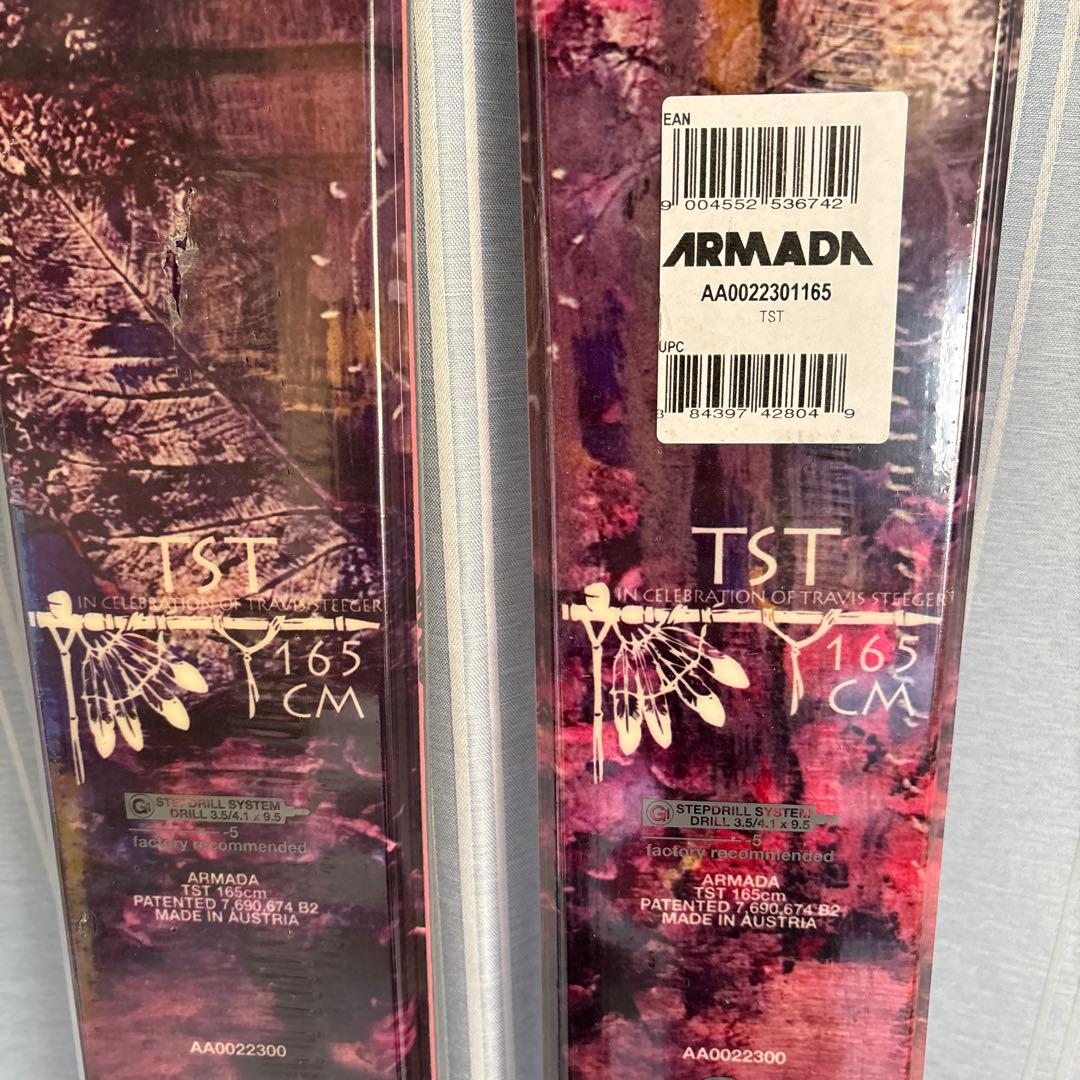 TST
IN CELEBRATION OF TRAVIS STEEGER
165
CM
G1 STEPDRILL SYSTEM
DRILL 3.5/4.1 x 9.5
-5
factory recommended
ARMADA
TST 165cm
PATENTED 7,690,674 B2
MADE IN AUSTRIA
AA0022300
EAN
9 004552 536742
ARMADA
AA0022301165
TST
UPC
8 84397 42804 9
TST
IN CELEBRATION OF TRAVIS STEEGER
165
CM
G1 STEPDRILL SYSTEM
DRILL 3.5/4.1 x 9.5
-5
factory recommended
ARMADA
TST 165cm
PATENTED 7,690,674 B2
MADE IN AUSTRIA
AA0022300